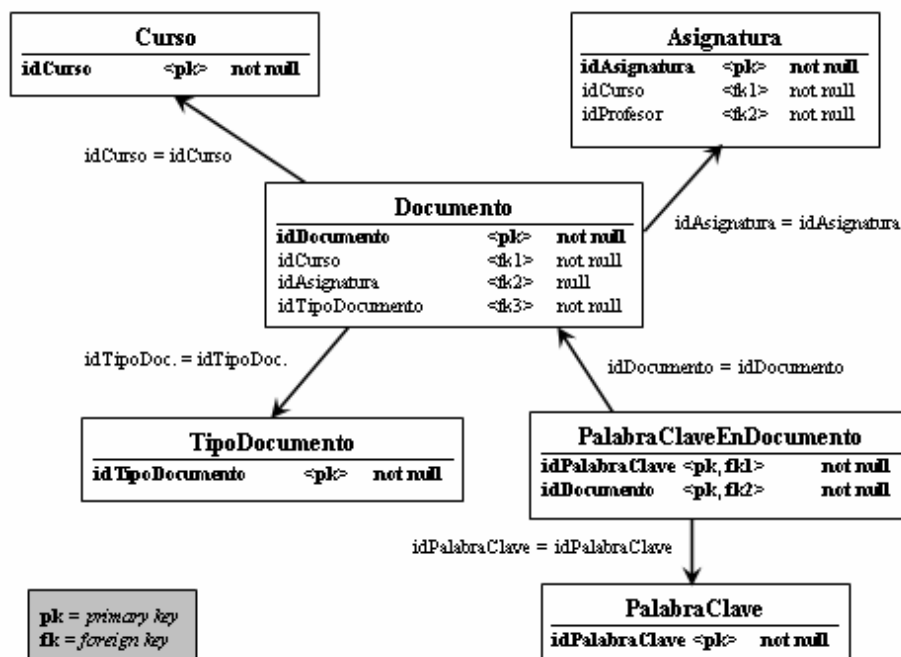 Curso
idCurso <pk> not null
Asignatura
idAsignatura <pk> not null
idCurso <fk1> not null
idProfesor <fk2> not null
idCurso = idCurso
idAsignatura = idAsignatura
Documento
idDocumento <pk> not null
idCurso <fk1> not null
idAsignatura <fk2> null
idTipoDocumento <fk3> not null
idTipoDoc. = idTipoDoc.
idDocumento = idDocumento
TipoDocumento
idTipoDocumento <pk> not null
PalabraClaveEnDocumento
idPalabraClave <pk, fk1> not null
idDocumento <pk, fk2> not null
idPalabraClave = idPalabraClave
PalabraClave
idPalabraClave <pk> not null
pk = primary key
fk = foreign key